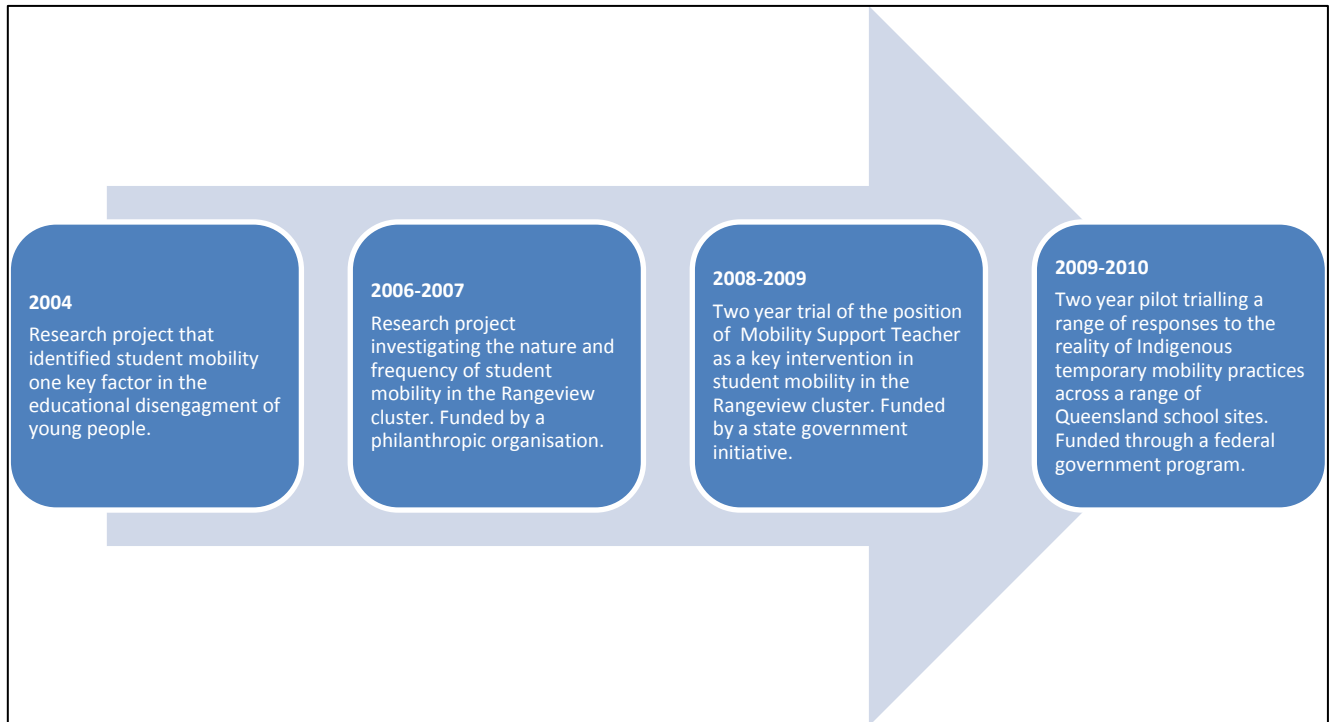 2004
Research project that
identified student mobility
one key factor in the
educational disengagment of
young people.
2006-2007
Research project
investigating the nature and
frequency of student
mobility in the Rangeview
cluster. Funded by a
philanthropic organisation.
2008-2009
Two year trial of the position
of  Mobility Support Teacher
as a key intervention in
student mobility in the
Rangeview cluster. Funded
by a state government
initiative.
2009-2010
Two year pilot trialling a
range of responses to the
reality of Indigenous
temporary mobility practices
across a range of
Queensland school sites.
Funded through a federal
government program.